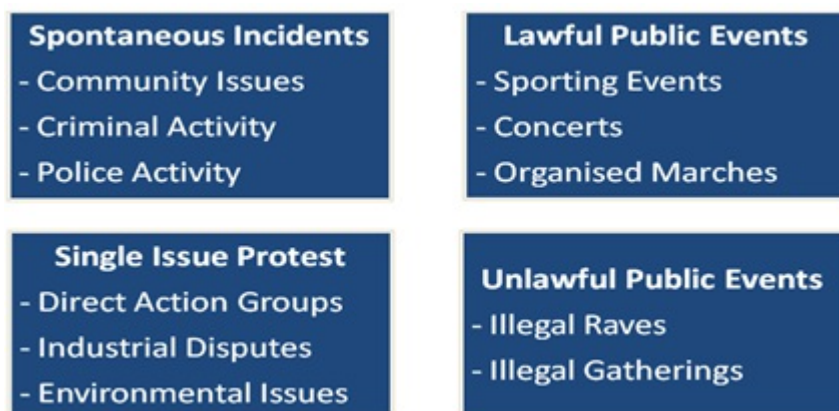 Spontaneous Incidents
- Community Issues
- Criminal Activity
- Police Activity
Lawful Public Events
- Sporting Events
- Concerts
- Organised Marches
Single Issue Protest
- Direct Action Groups
- Industrial Disputes
- Environmental Issues
Unlawful Public Events
- Illegal Raves
- Illegal Gatherings